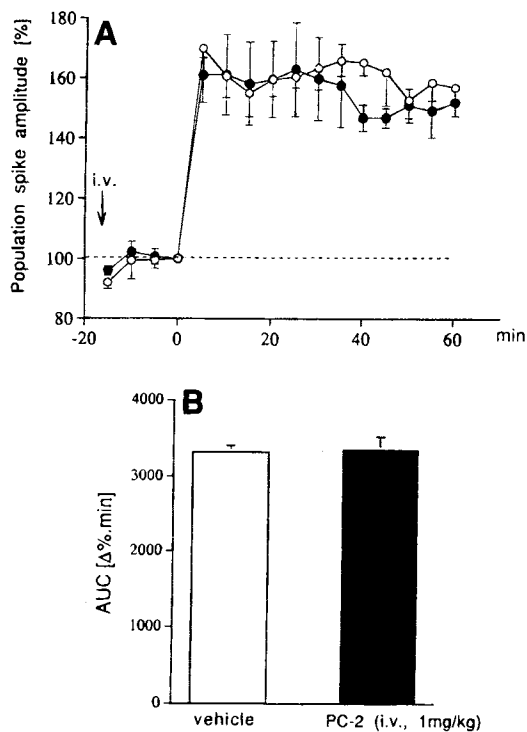 A
Population spike amplitude [%]
180
160
140
120
100
80
i.v.
-20
0
20
40
60
min
B
AUC [Δ%.min]
4000
3000
2000
1000
0
vehicle
PC-2 (i.v., 1mg/kg)